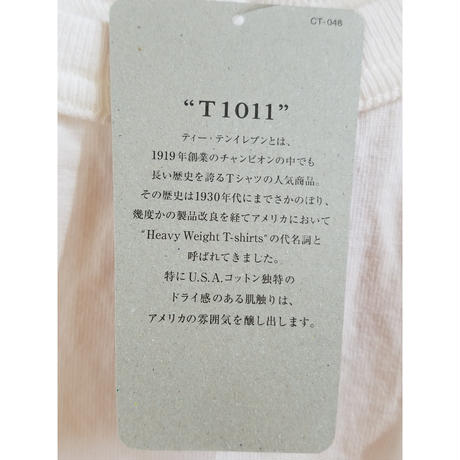 CT-048
“T1011”
ティー・テンイレブンとは、
1919年創業のチャンピオンの中でも
長い歴史を誇るTシャツの人気商品。
その歴史は1930年代にまでさかのぼり、
幾度かの製品改良を経てアメリカにおいて
“Heavy Weight T-shirts”の代名詞と
呼ばれてきました。
特にU.S.A.コットン独特の
ドライ感のある肌触りは、
アメリカの雰囲気を醸し出します。